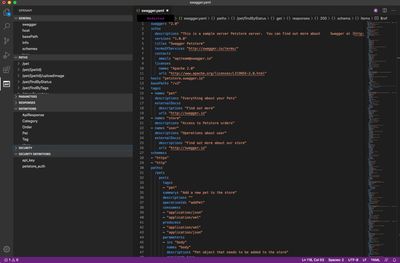 swagger.yaml
OPENAPI
GENERAL
swagger
host
basePath
tags
schemes
PATHS
/pet
/pet/{petId}
/pet/{petId}/uploadImage
/pet/findByStatus
/pet/findByTags
PARAMETERS
RESPONSES
DEFINITIONS
ApiResponse
Category
Order
Pet
Tag
SECURITY
SECURITY DEFINITIONS
api_key
petstore_auth
swagger.yaml
swagger.yaml > paths > /pet/findByStatus > get > responses > 200 > schema > items > $ref
swagger: "2.0"
info:
description: "This is a sample server Petstore server. You can find out more about Swagger at
version: "1.0.0"
title: "Swagger Petstore"
termsOfService: "http://swagger.io/terms/"
contact:
email: "apiteam@swagger.io"
license:
name: "Apache 2.0"
url: "http://www.apache.org/licenses/LICENSE-2.0.html"
host: "petstore.swagger.io"
basePath: "/v2"
tags:
- name: "pet"
description: "Everything about your Pets"
externalDocs:
description: "Find out more"
url: "http://swagger.io"
- name: "store"
description: "Access to Petstore orders"
- name: "user"
description: "Operations about user"
externalDocs:
description: "Find out more about our store"
url: "http://swagger.io"
schemes:
- "https"
- "http"
paths:
/pet:
post:
tags:
- "pet"
summary: "Add a new pet to the store"
description: ""
operationId: "addPet"
consumes:
- "application/json"
- "application/xml"
produces:
- "application/xml"
- "application/json"
parameters:
- in: "body"
name: "body"
description: "Pet object that needs to be added to the store"
Spaces: 2
UTF-8
LF
YAML